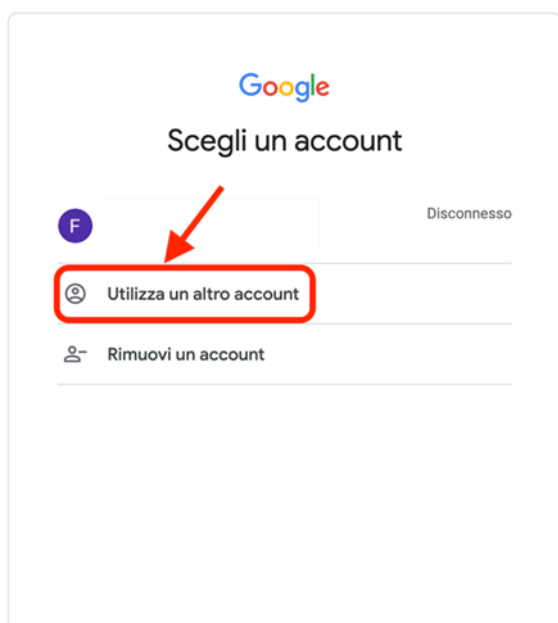 Google
Scegli un account
F
Disconnesso
Utilizza un altro account
Rimuovi un account